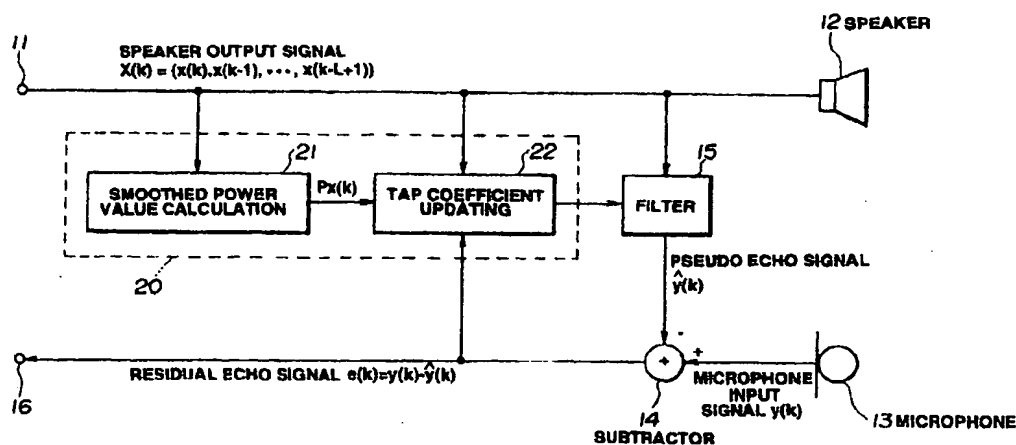 11
SPEAKER OUTPUT SIGNAL
X(k) = (x(k).x(k-1), ･･･, x(k-L+1))
12 SPEAKER
21
22
15
SMOOTHED POWER
VALUE CALCULATION
Px(k)
TAP COEFFICIENT
UPDATING
FILTER
20
PSEUDO ECHO SIGNAL
ŷ(k)
-
+
+
16
RESIDUAL ECHO SIGNAL e(k)=y(k)-ŷ(k)
14
SUBTRACTOR
MICROPHONE
INPUT
SIGNAL y(k)
13 MICROPHONE